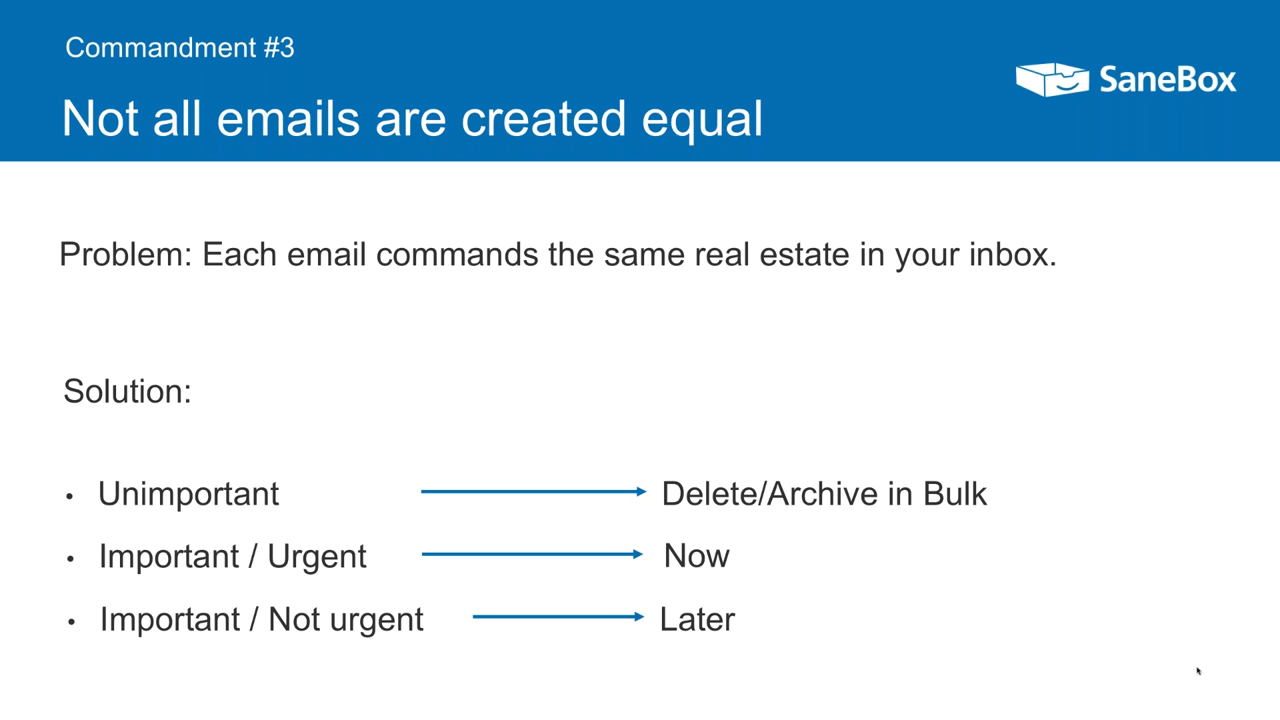 Commandment #3
SaneBox
Not all emails are created equal
Problem: Each email commands the same real estate in your inbox.
Solution:
• Unimportant Delete/Archive in Bulk
• Important / Urgent Now
• Important / Not urgent Later